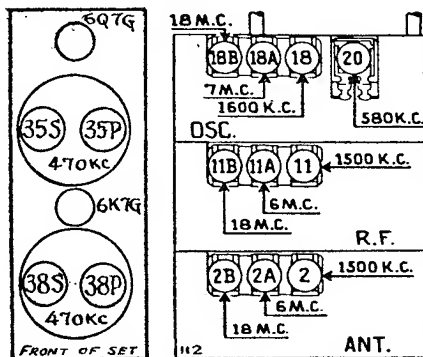 6Q7G
35S 35P
470KC
6K7G
38S 38P
470KC
FRONT OF SET
18 M.C.
18B 18A 18 20
7 M.C.
1600 K.C.
580K.C.
OSC.
11B 11A 11
1500 K.C.
6 M.C.
18 M.C.
R.F.
2B 2A 2
1500 K.C.
6 M.C.
18 M.C.
112
ANT.